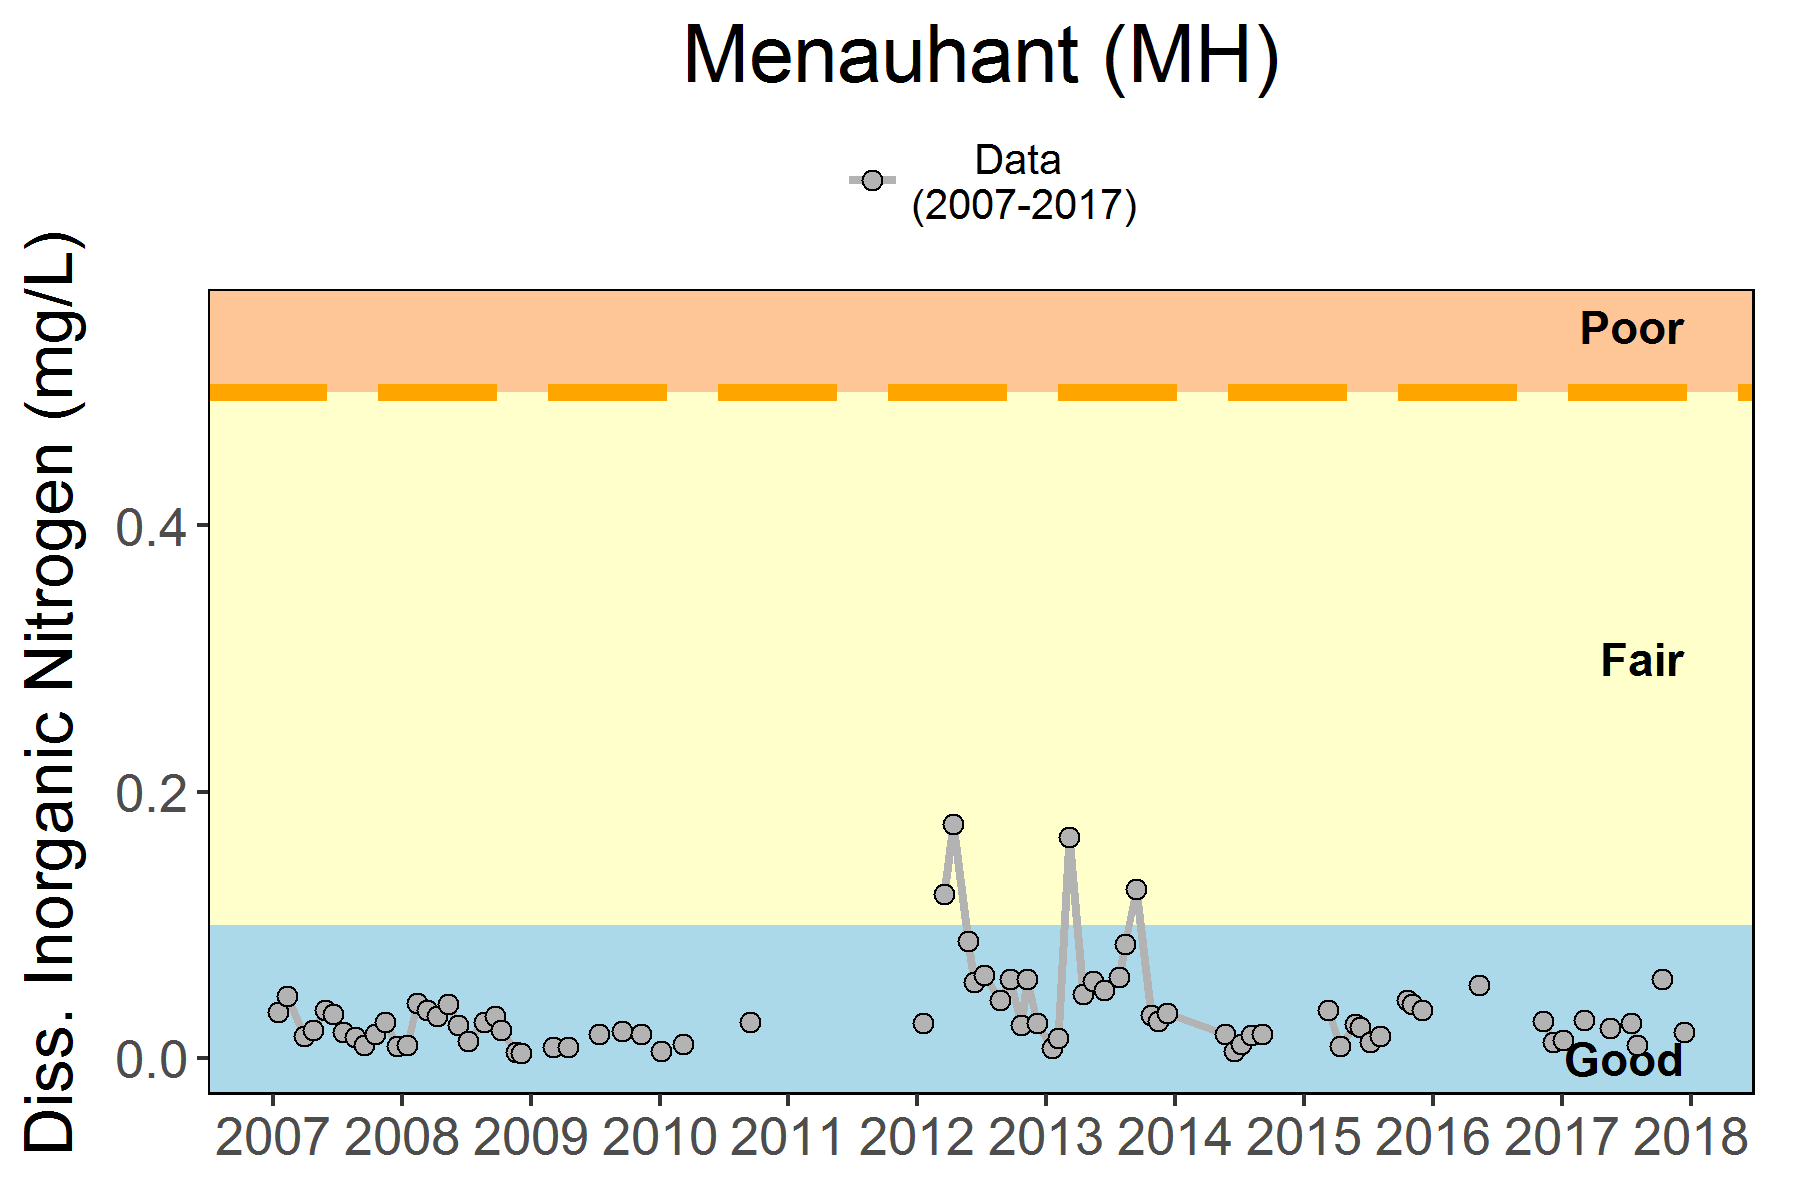 Menauhant (MH)
Data
(2007-2017)
Diss. Inorganic Nitrogen (mg/L)
Poor
0.4
Fair
0.2
0.0
Good
2007 2008 2009 2010 2011 2012 2013 2014 2015 2016 2017 2018